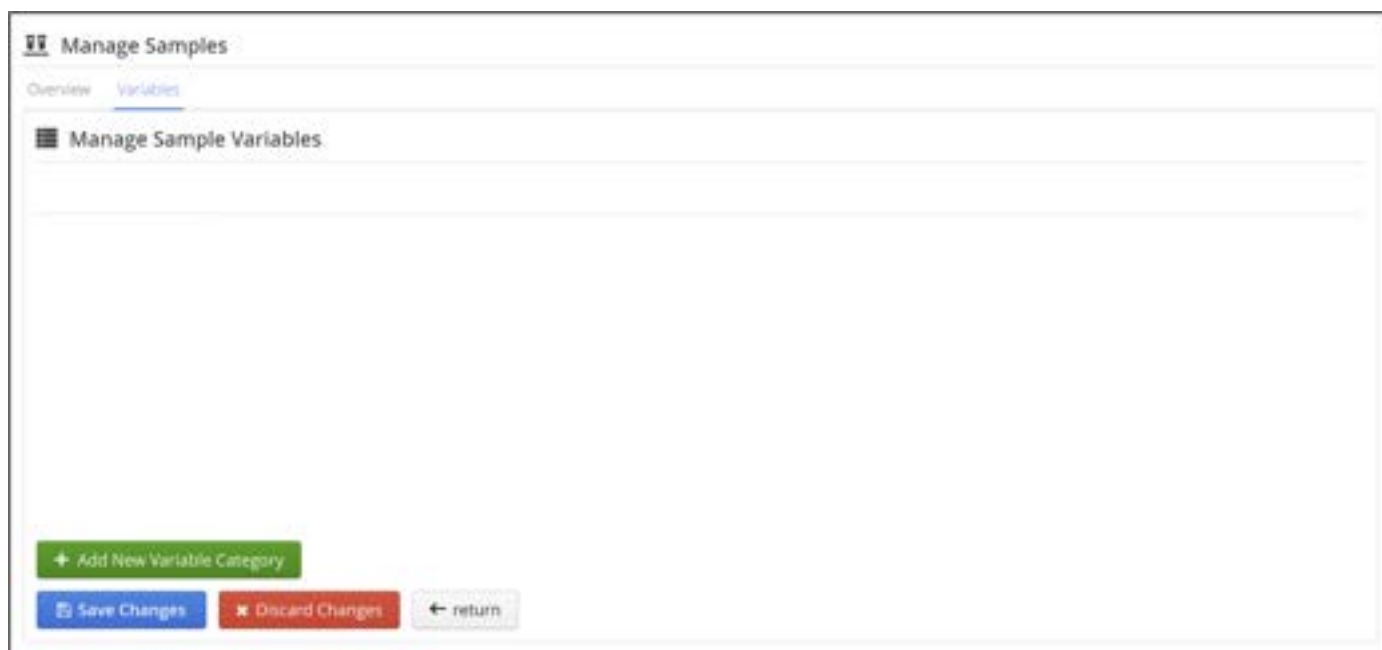 Manage Samples
Overview Variables
Manage Sample Variables
Add New Variable Category
Save Changes Discard Changes return